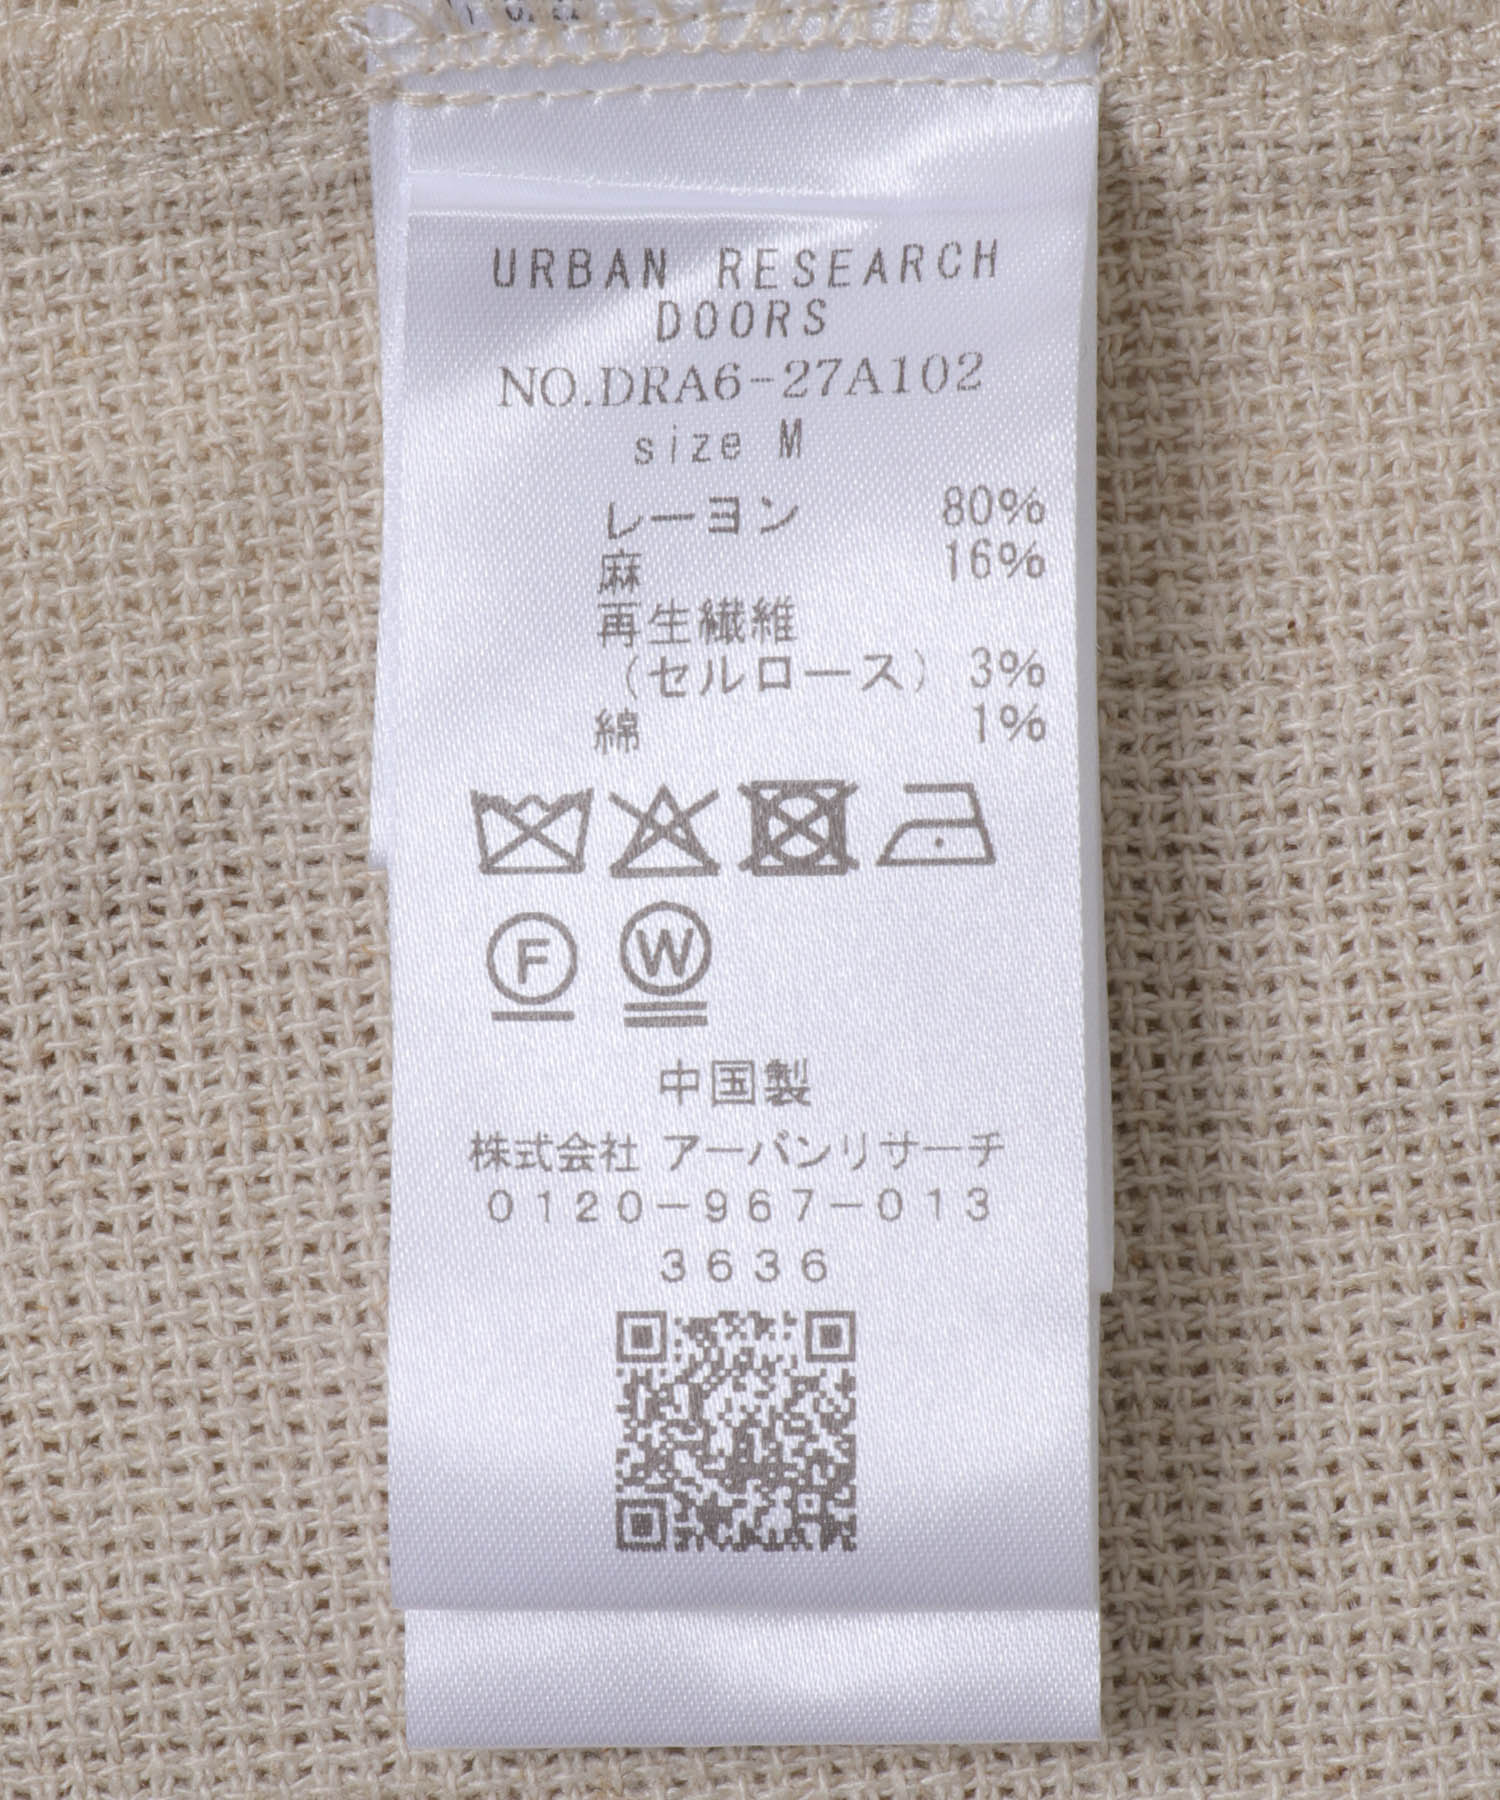 URBAN RESEARCH
DOORS
NO.DRA6-27A102
size M
レーヨン 80%
麻 16%
再生繊維
（セルロース） 3%
綿 1%
F W
中国製
株式会社 アーバンリサーチ
0120-967-013
3636